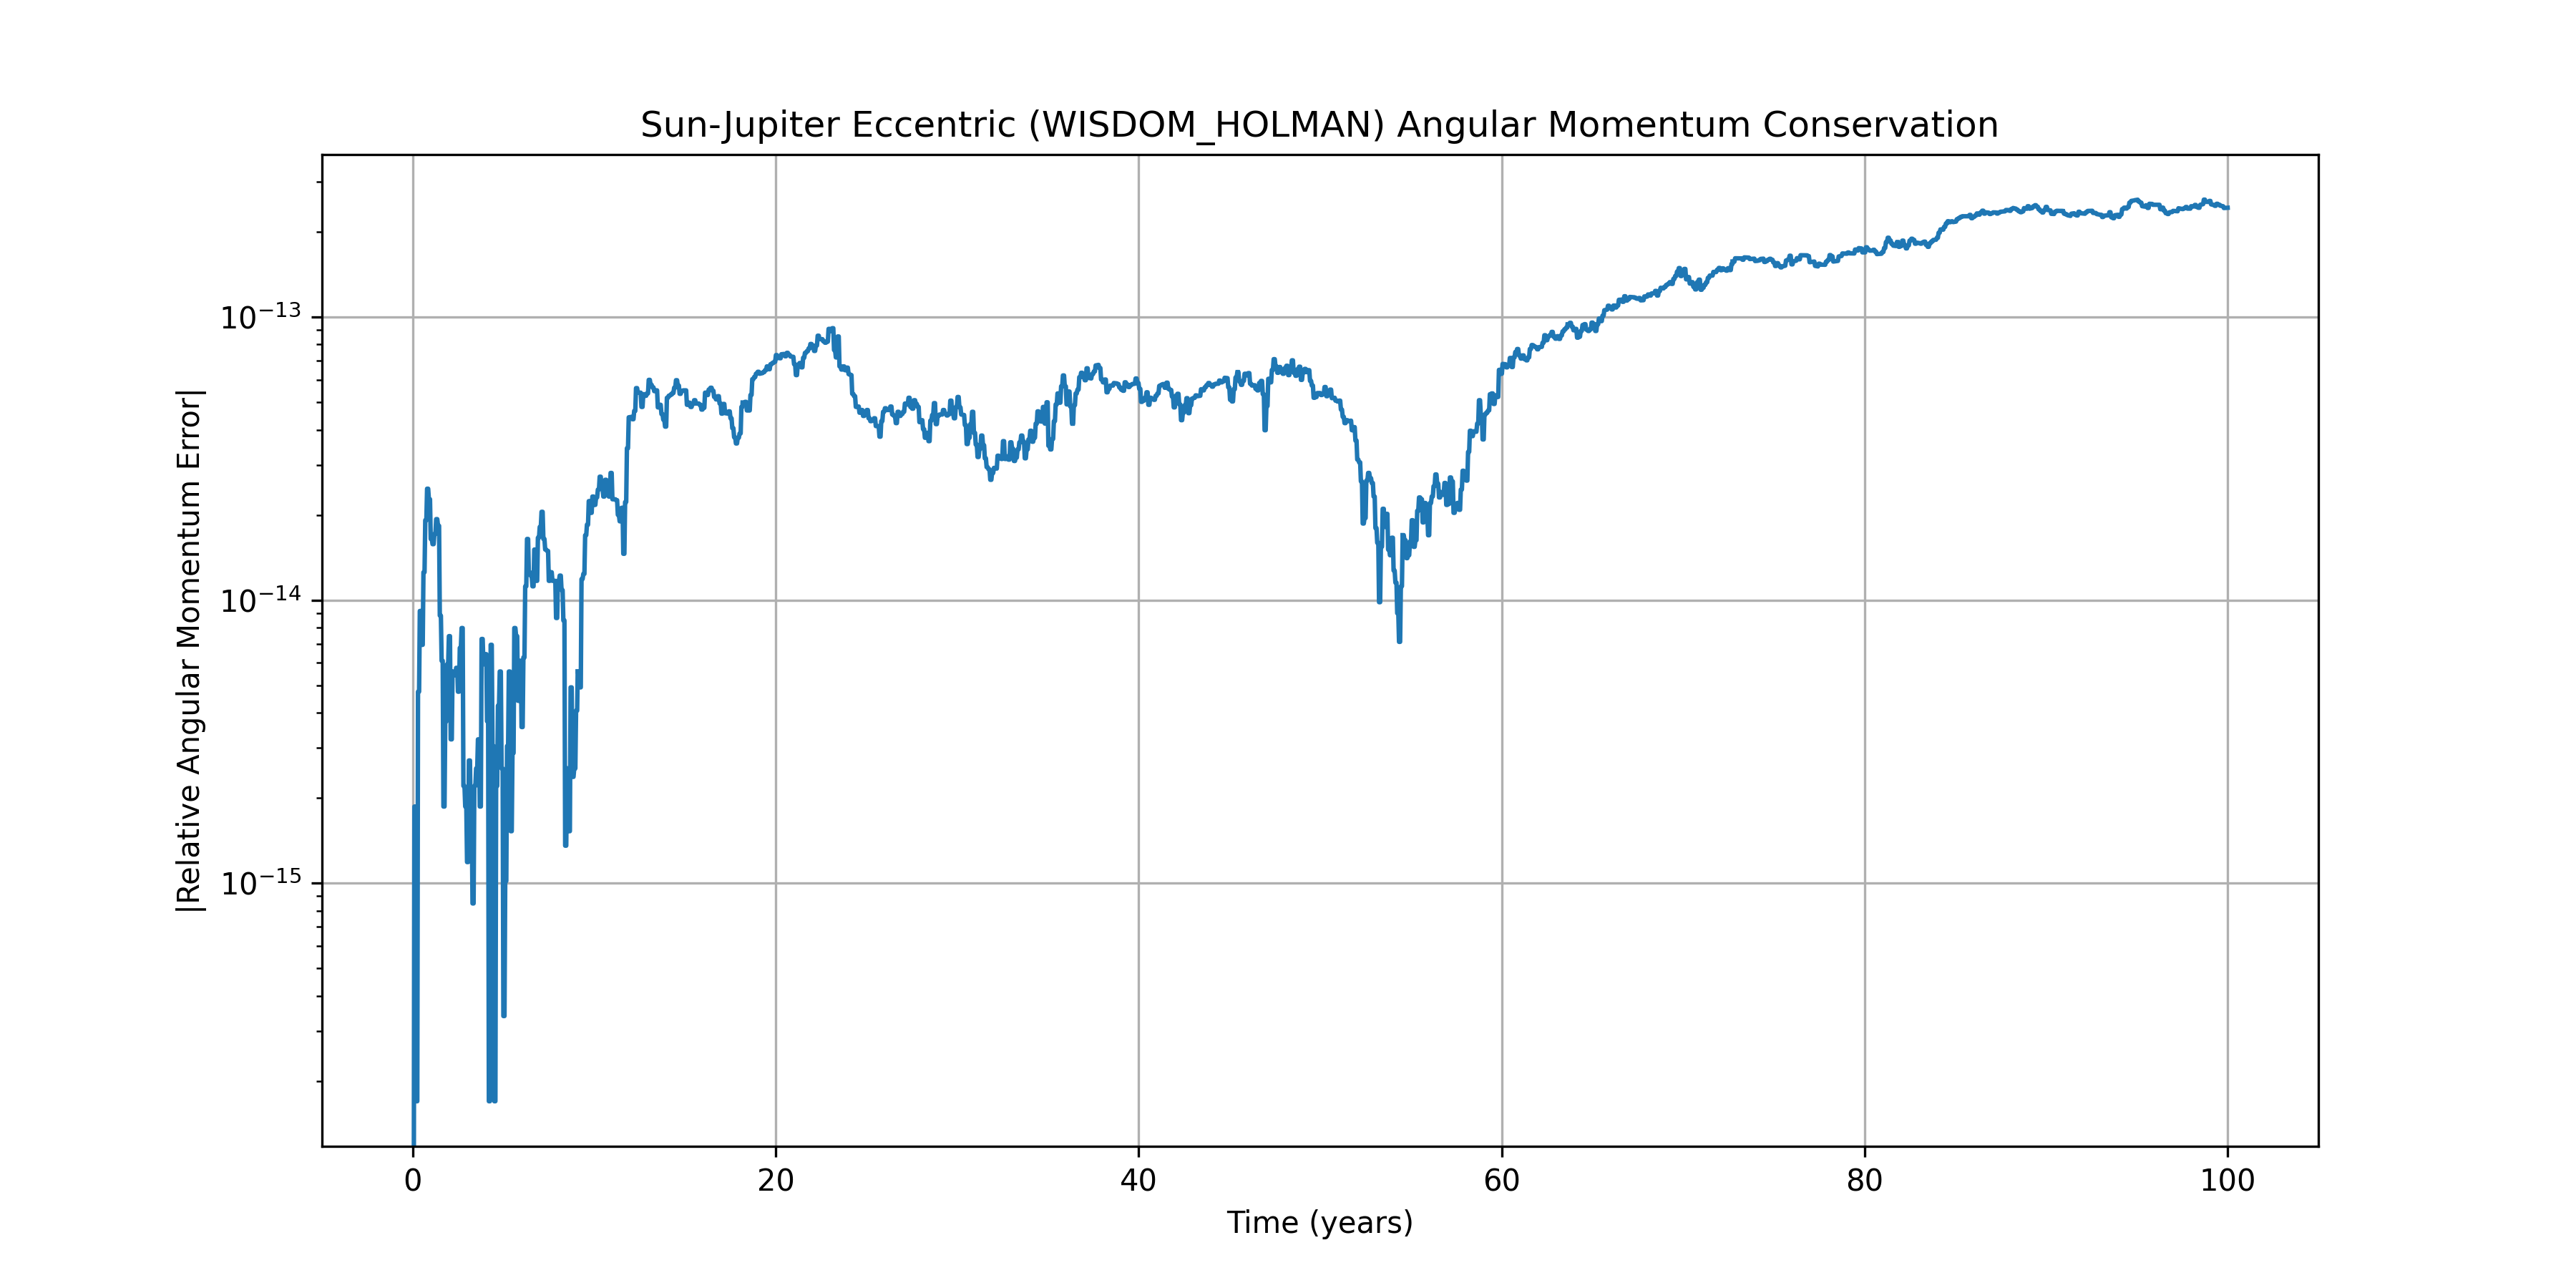 Sun-Jupiter Eccentric (WISDOM_HOLMAN) Angular Momentum Conservation
|Relative Angular Momentum Error|
10⁻¹³
10⁻¹⁴
10⁻¹⁵
0 20 40 60 80 100
Time (years)